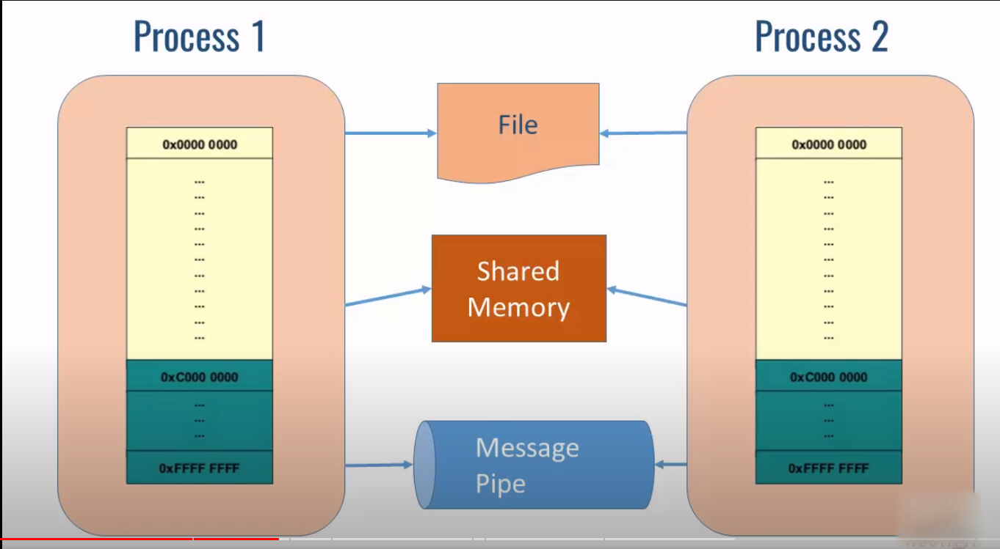 Process 1
Process 2
0x0000 0000
...
...
...
...
...
...
...
...
...
...
...
0xC000 0000
...
...
...
0xFFFF FFFF
File
Shared
Memory
Message
Pipe
0x0000 0000
...
...
...
...
...
...
...
...
...
...
...
0xC000 0000
...
...
...
0xFFFF FFFF